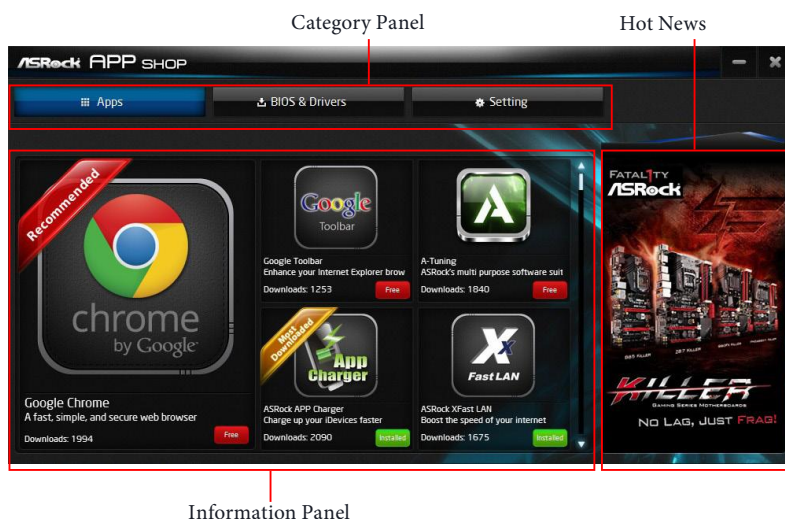 Category Panel
Hot News
ASRock APP SHOP
Apps
BIOS & Drivers
Setting
Recommended
chrome
by Google
Google Chrome
A fast, simple, and secure web browser
Downloads: 1994
Free
Google
Toolbar
Google Toolbar
Enhance your Internet Explorer brow
Downloads: 1253
Free
A-Tuning
ASRock's multi purpose software suit
Downloads: 1840
Free
Most
Downloaded
App
Charger
ASRock APP Charger
Charge up your iDevices faster
Downloads: 2090
Installed
X
Fast LAN
ASRock XFast LAN
Boost the speed of your internet
Downloads: 1675
Installed
FATAL1TY
ASRock
B85 KILLER
Z87 KILLER
KILLER
GAMING SERIES MOTHERBOARDS
NO LAG, JUST FRAG!
Information Panel